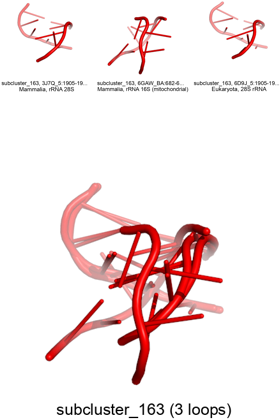 subcluster_163, 3J7Q_5:1905-19...
Mammalia, rRNA 28S
subcluster_163, 6GAW_BA:682-6...
Mammalia, rRNA 16S (mitochondrial)
subcluster_163, 6D9J_5:1905-19...
Eukaryota, 28S rRNA
subcluster_163 (3 loops)